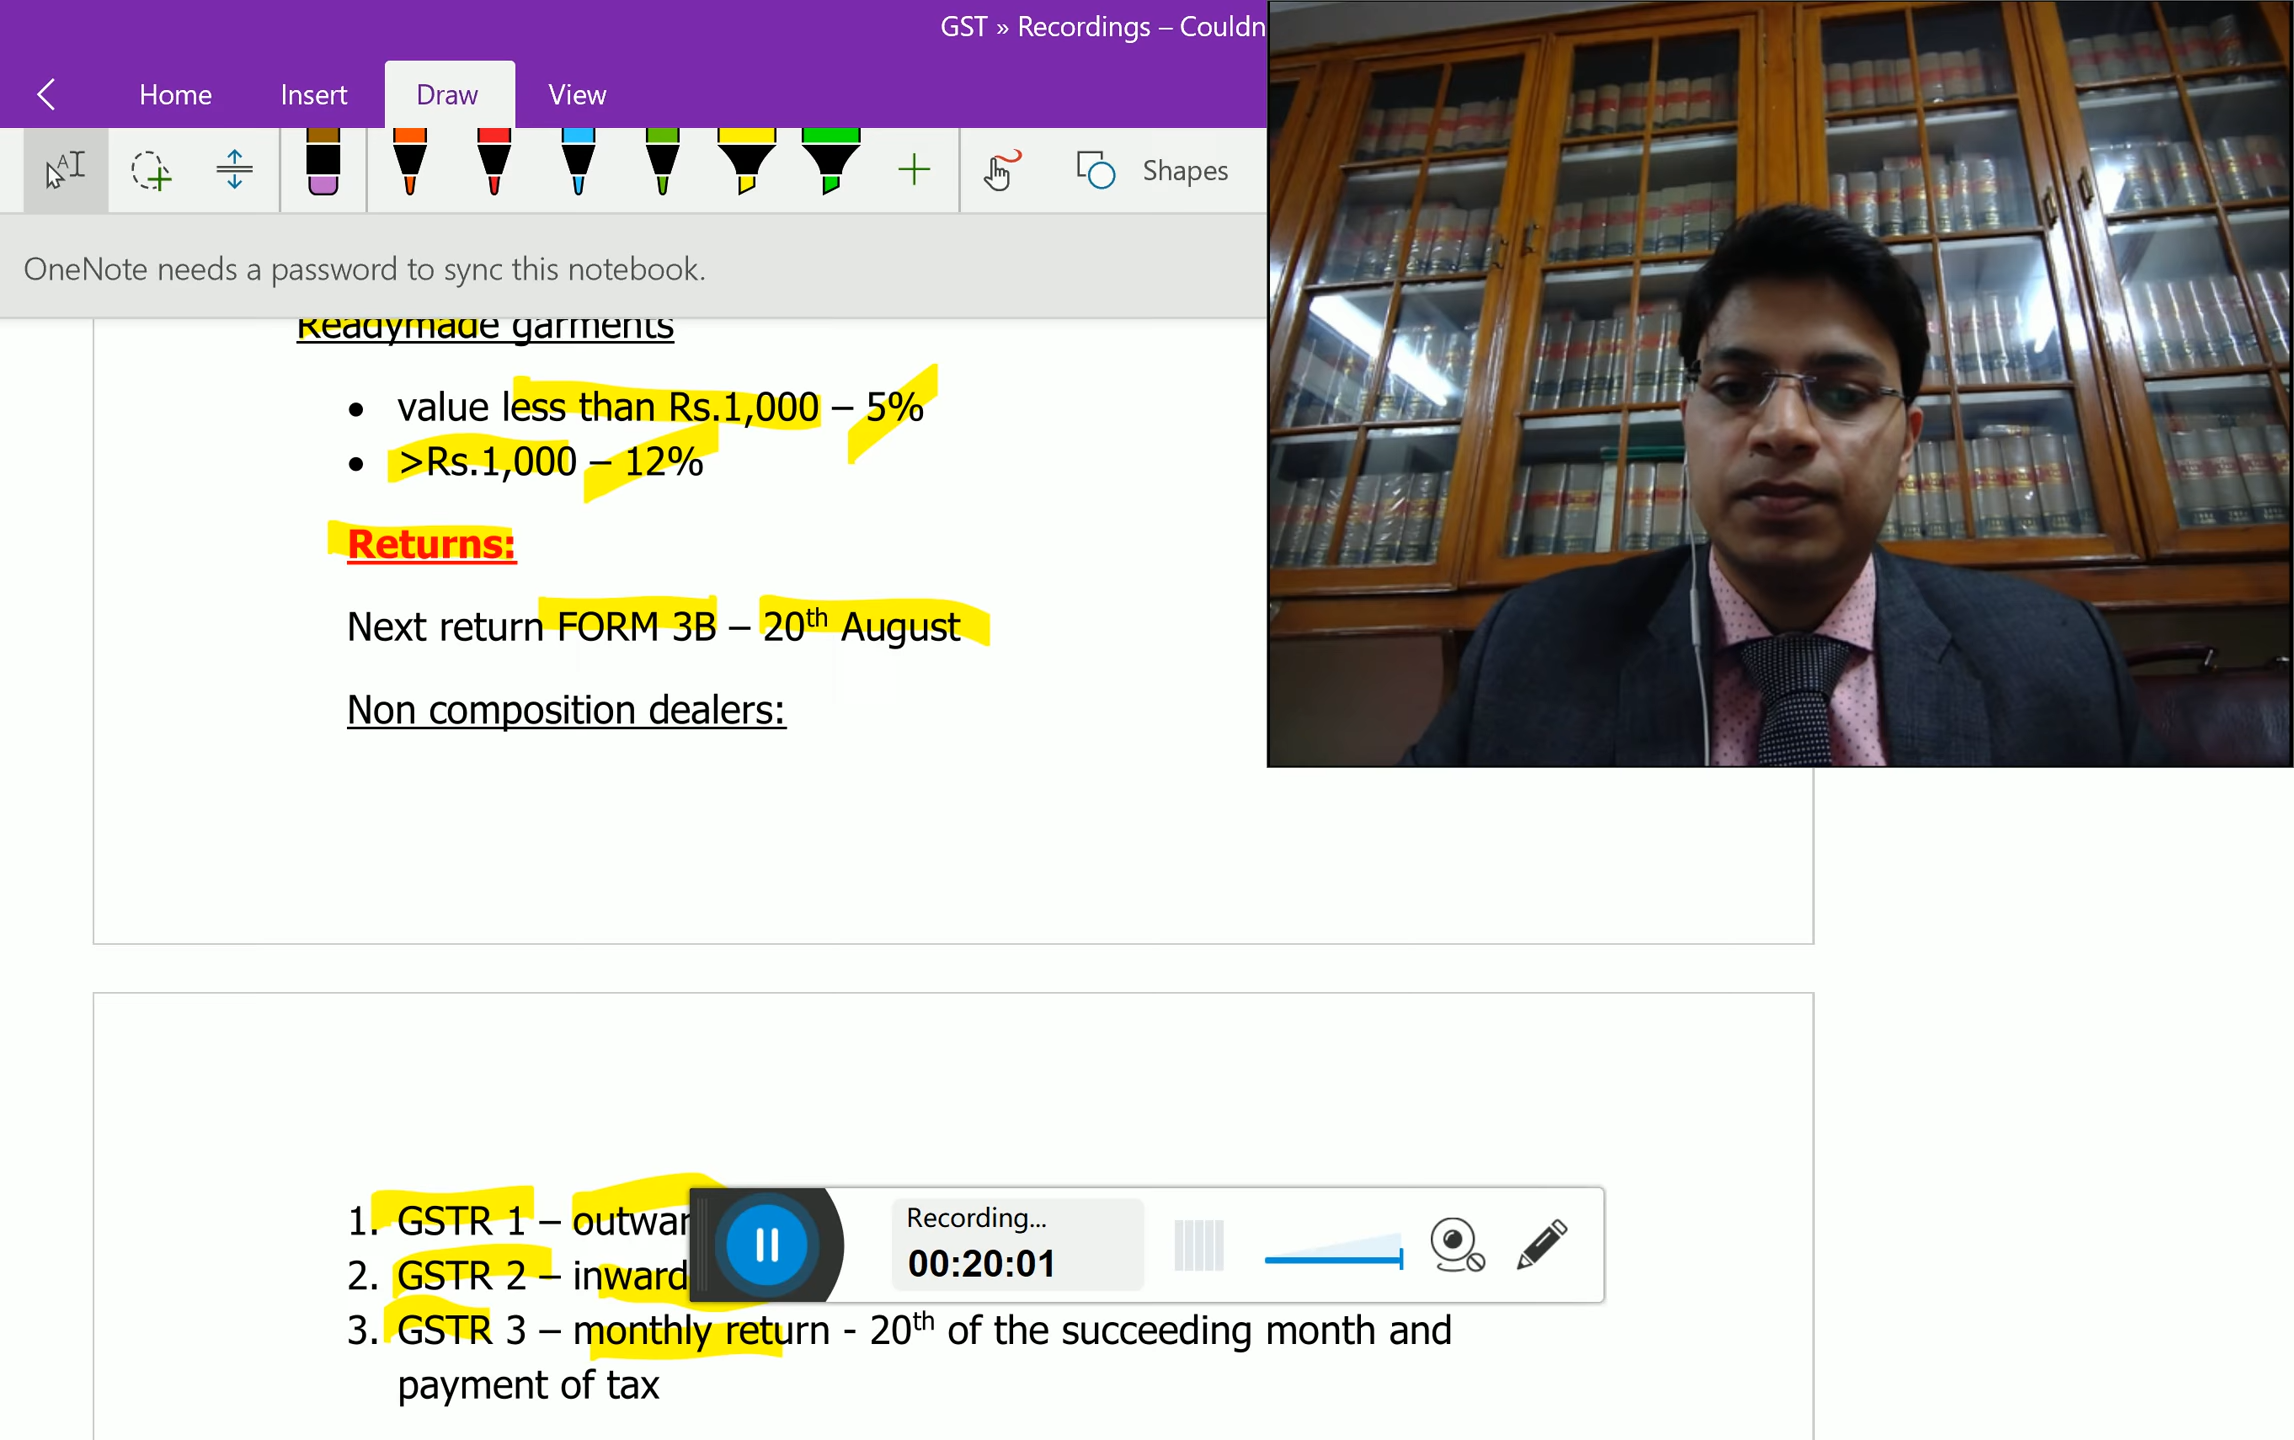 GST » Recordings – Couldn
Home Insert Draw View
Shapes
OneNote needs a password to sync this notebook.
Readymade garments
• value less than Rs.1,000 – 5%
• >Rs.1,000 – 12%
Returns:
Next return FORM 3B – 20th August
Non composition dealers:
1. GSTR 1 – outwar
2. GSTR 2 – inward
3. GSTR 3 – monthly return - 20th of the succeeding month and
payment of tax
Recording...
00:20:01